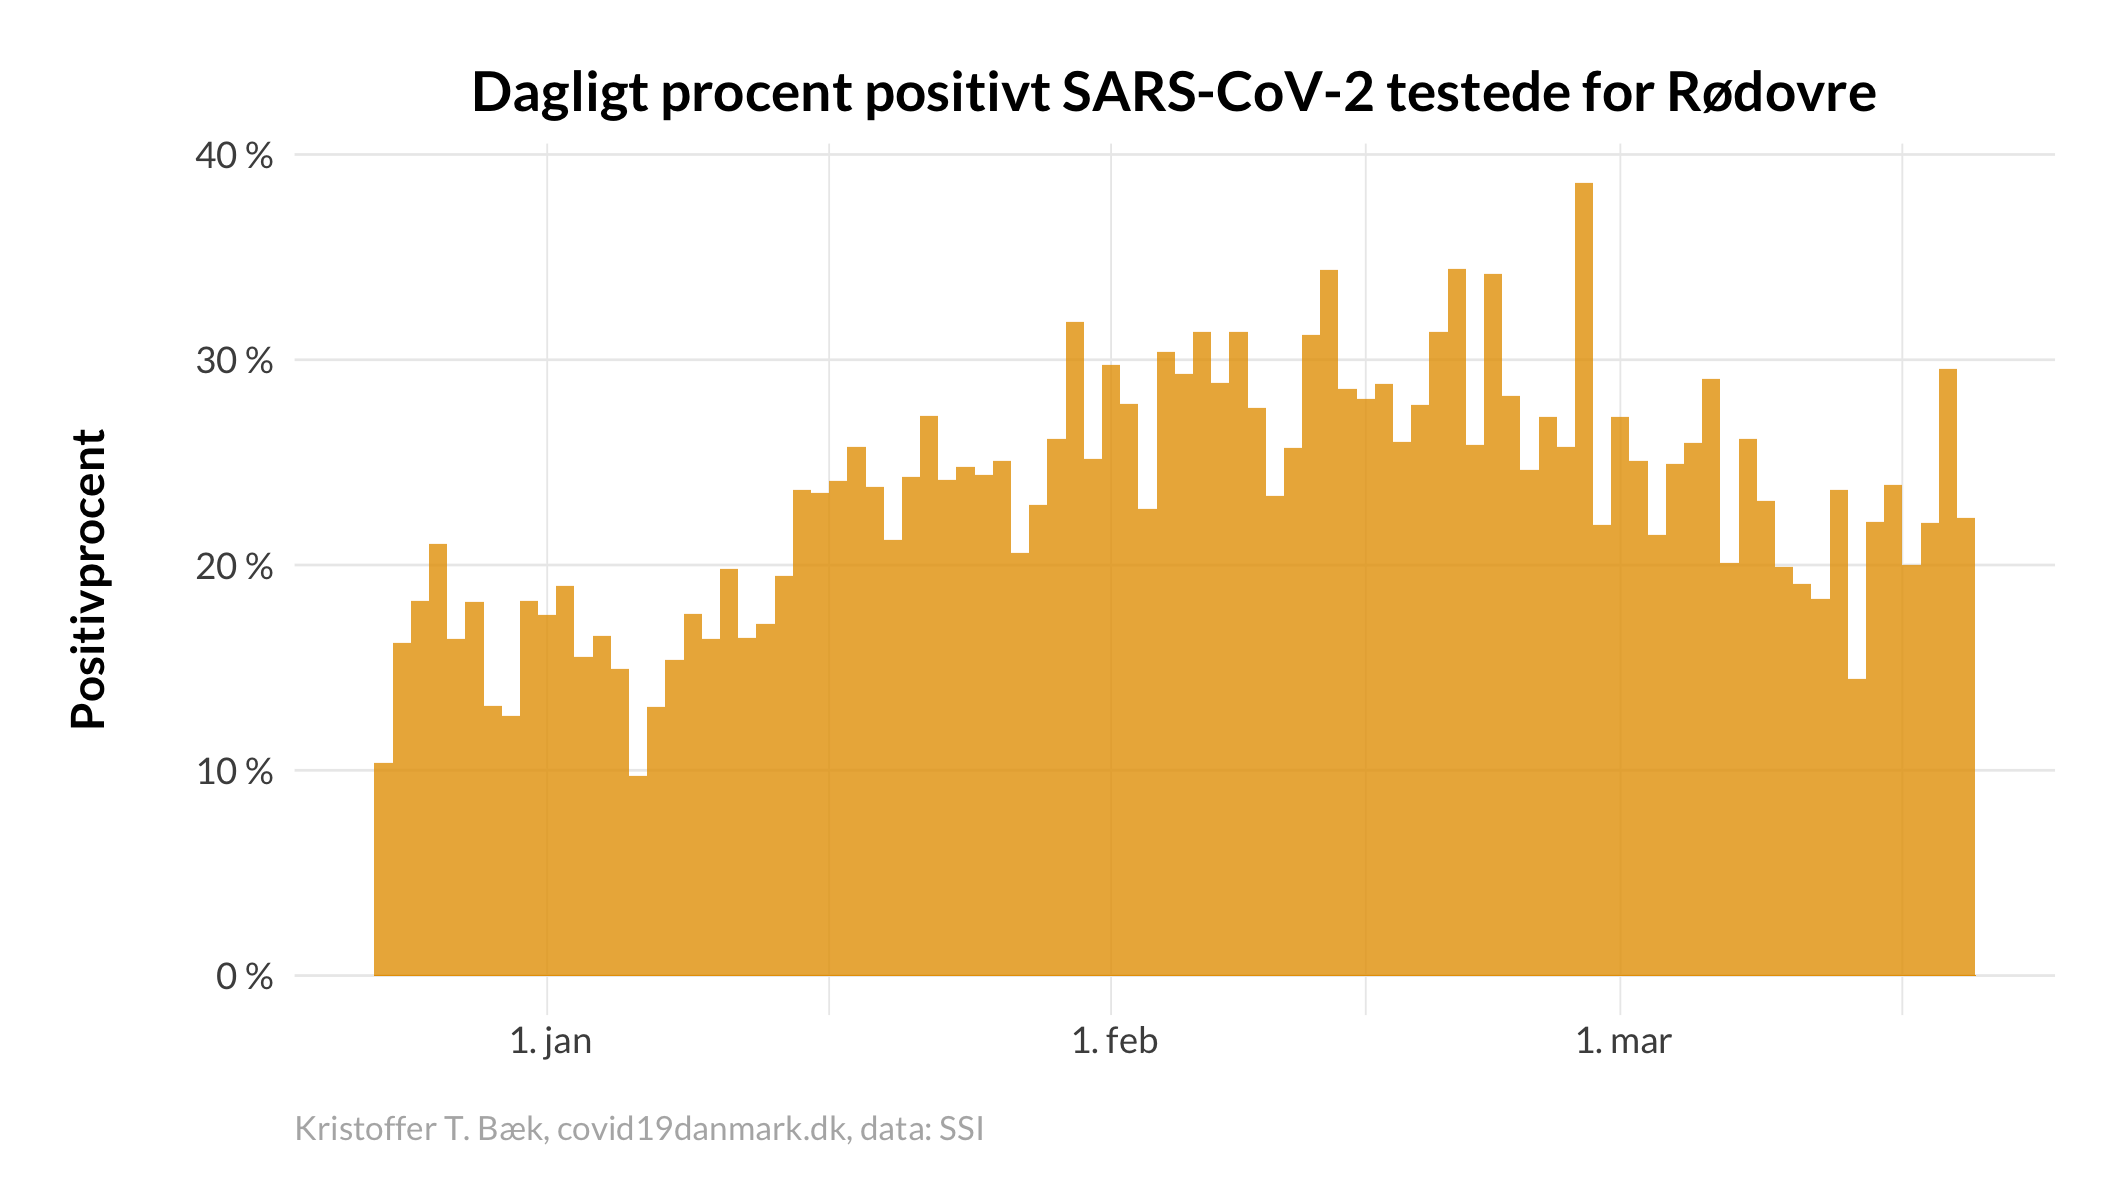 Dagligt procent positivt SARS-CoV-2 testede for Rødovre
Positivprocent
40 %
30 %
20 %
10 %
0 %
1. jan
1. feb
1. mar
Kristoffer T. Bæk, covid19danmark.dk, data: SSI